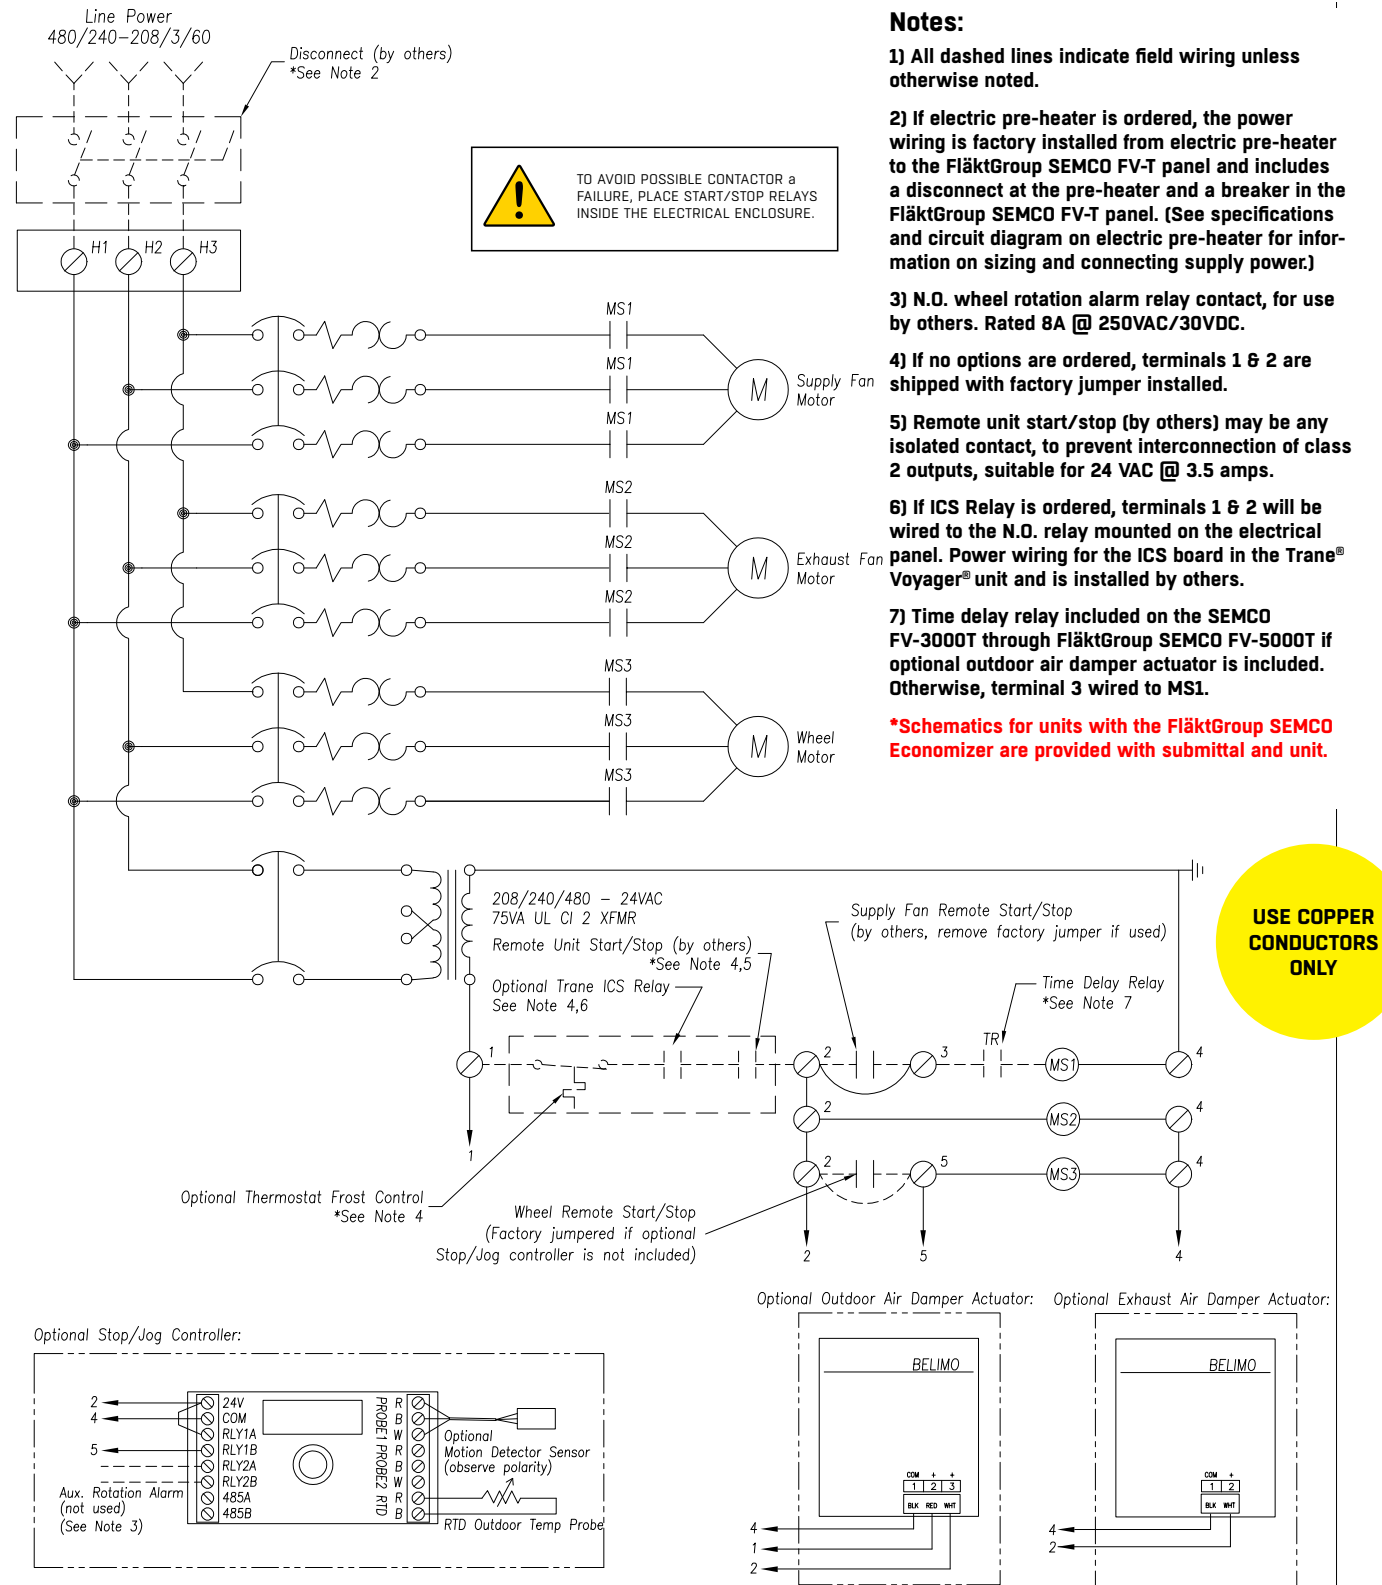 Line Power
480/240-208/3/60
Disconnect (by others)
*See Note 2
H1
H2
H3
TO AVOID POSSIBLE CONTACTOR a
FAILURE, PLACE START/STOP RELAYS
INSIDE THE ELECTRICAL ENCLOSURE.
MS1
MS1
MS1
M
Supply Fan
Motor
MS2
MS2
MS2
M
Exhaust Fan
Motor
MS3
MS3
MS3
M
Wheel
Motor
Notes:
1) All dashed lines indicate field wiring unless
otherwise noted.
2) If electric pre-heater is ordered, the power
wiring is factory installed from electric pre-heater
to the FläktGroup SEMCO FV-T panel and includes
a disconnect at the pre-heater and a breaker in the
FläktGroup SEMCO FV-T panel. (See specifications
and circuit diagram on electric pre-heater for infor-
mation on sizing and connecting supply power.)
3) N.O. wheel rotation alarm relay contact, for use
by others. Rated 8A @ 250VAC/30VDC.
4) If no options are ordered, terminals 1 & 2 are
shipped with factory jumper installed.
5) Remote unit start/stop (by others) may be any
isolated contact, to prevent interconnection of class
2 outputs, suitable for 24 VAC @ 3.5 amps.
6) If ICS Relay is ordered, terminals 1 & 2 will be
wired to the N.O. relay mounted on the electrical
panel. Power wiring for the ICS board in the Trane®
Voyager® unit and is installed by others.
7) Time delay relay included on the SEMCO
FV-3000T through FläktGroup SEMCO FV-5000T if
optional outdoor air damper actuator is included.
Otherwise, terminal 3 wired to MS1.
*Schematics for units with the FläktGroup SEMCO
Economizer are provided with submittal and unit.
USE COPPER
CONDUCTORS
ONLY
208/240/480 - 24VAC
75VA UL Cl 2 XFMR
Remote Unit Start/Stop (by others)
*See Note 4,5
Optional Trane ICS Relay
See Note 4,6
Supply Fan Remote Start/Stop
(by others, remove factory jumper if used)
Time Delay Relay
*See Note 7
1
2
3
TR
MS1
4
2
MS2
4
2
5
MS3
4
1
2
5
4
Optional Thermostat Frost Control
*See Note 4
Wheel Remote Start/Stop
(Factory jumpered if optional
Stop/Jog controller is not included)
Optional Stop/Jog Controller:
2
4
5
24V
COM
RLY1A
RLY1B
RLY2A
RLY2B
485A
485B
Aux. Rotation Alarm
(not used)
(See Note 3)
PROBE1
PROBE2
RTD
R
B
W
R
B
W
R
B
Optional
Motion Detector Sensor
(observe polarity)
RTD Outdoor Temp Probe
Optional Outdoor Air Damper Actuator:
BELIMO
COM + +
1 2 3
BLK RED WHT
4
1
2
Optional Exhaust Air Damper Actuator:
BELIMO
COM +
1 2
BLK WHT
4
2